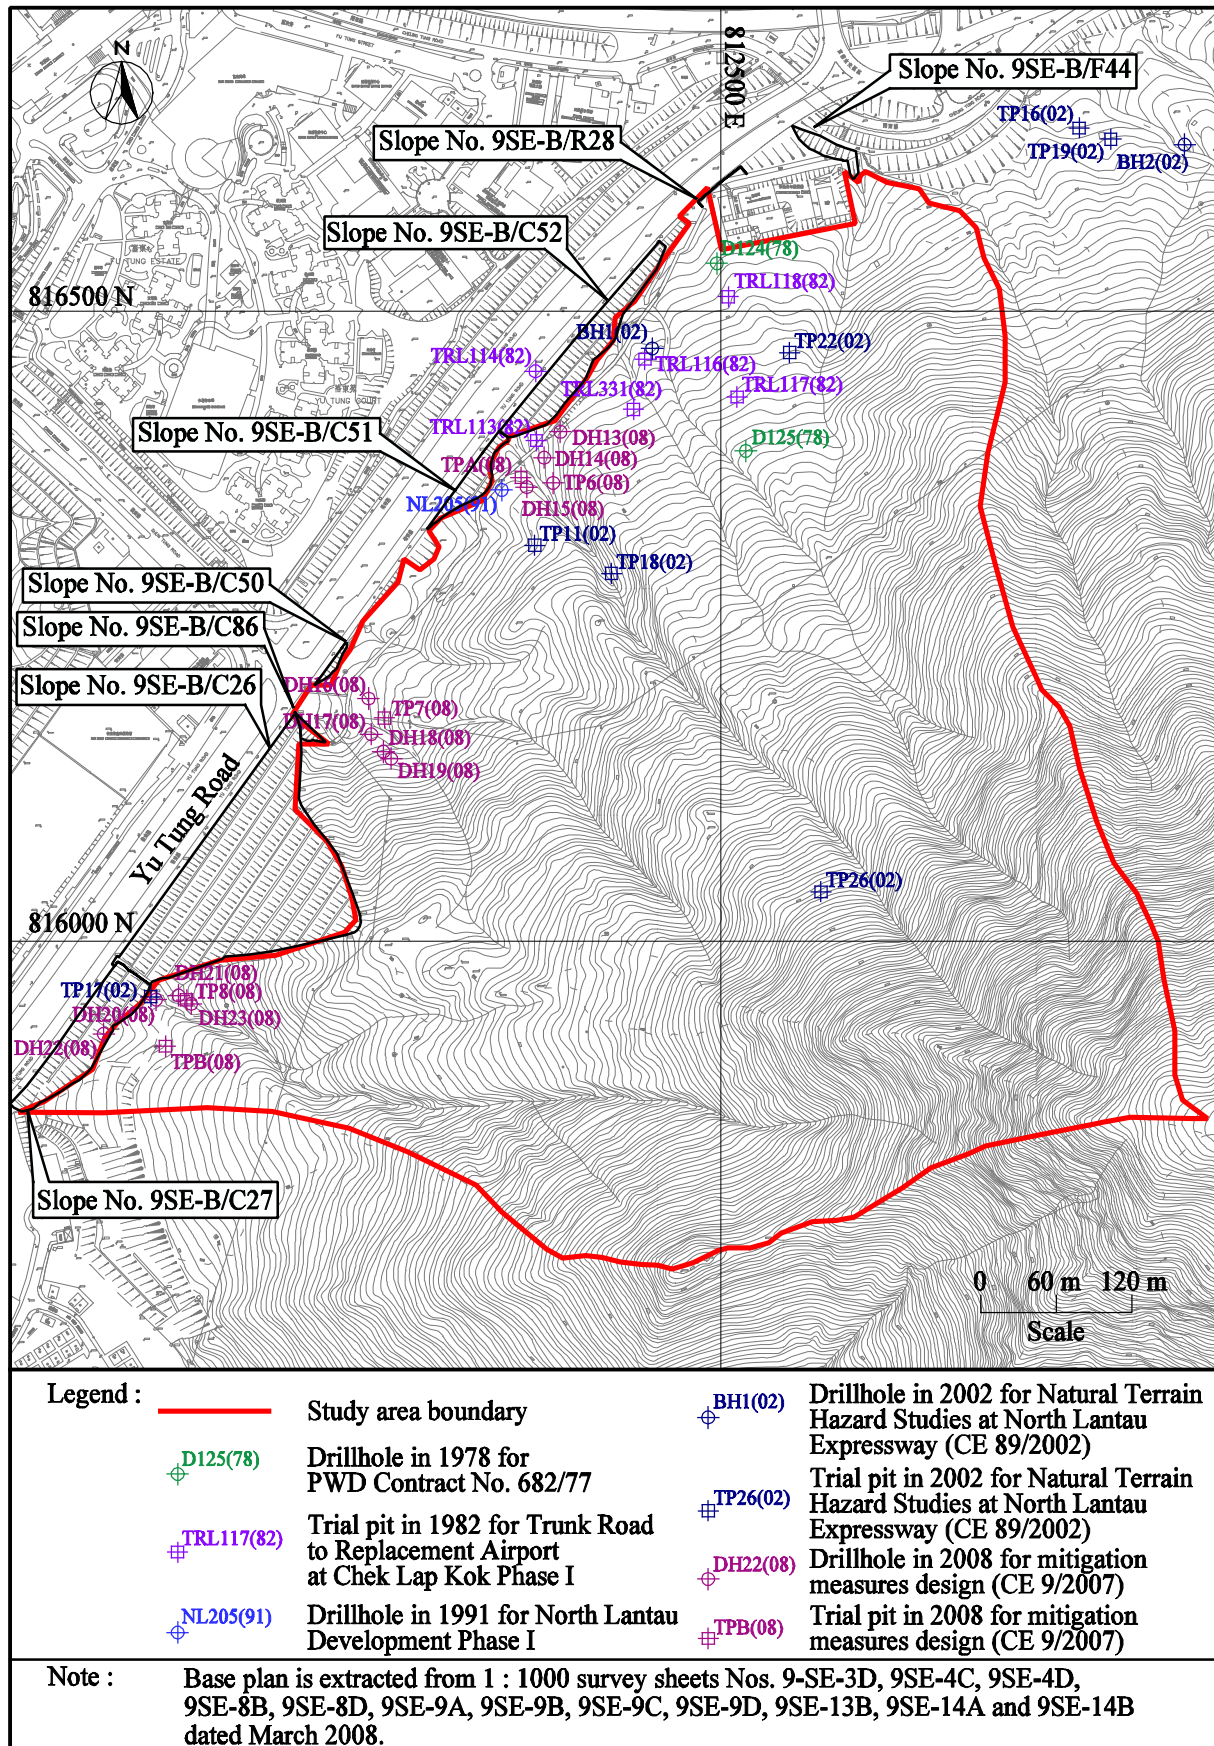 N
812500 E
Slope No. 9SE-B/F44
TP16(02)
TP19(02)
BH2(02)
Slope No. 9SE-B/R28
Slope No. 9SE-B/C52
YU TUNG ESTATE
D124(78)
TRL118(82)
816500 N
BH1(02)
TP22(02)
TRL114(82)
TRL116(82)
TRL331(82)
TRL117(82)
YU TUNG COURT
Slope No. 9SE-B/C51
TRL113(82)
DH13(08)
D125(78)
DH14(08)
TPA(08)
TP6(08)
NL205(91)
DH15(08)
TP11(02)
TP18(02)
Slope No. 9SE-B/C50
Slope No. 9SE-B/C86
Slope No. 9SE-B/C26
DH16(08)
TP7(08)
DH17(08)
DH18(08)
DH19(08)
Yu Tung Road
TP26(02)
816000 N
DH21(08)
TP17(02)
TP8(08)
DH20(08)
DH23(08)
DH22(08)
TPB(08)
Slope No. 9SE-B/C27
0 60 m 120 m
Scale
Legend :
Study area boundary
D125(78)
Drillhole in 1978 for
PWD Contract No. 682/77
TRL117(82)
Trial pit in 1982 for Trunk Road
to Replacement Airport
at Chek Lap Kok Phase I
NL205(91)
Drillhole in 1991 for North Lantau
Development Phase I
BH1(02)
Drillhole in 2002 for Natural Terrain
Hazard Studies at North Lantau
Expressway (CE 89/2002)
TP26(02)
Trial pit in 2002 for Natural Terrain
Hazard Studies at North Lantau
Expressway (CE 89/2002)
DH22(08)
Drillhole in 2008 for mitigation
measures design (CE 9/2007)
TPB(08)
Trial pit in 2008 for mitigation
measures design (CE 9/2007)
Note :
Base plan is extracted from 1 : 1000 survey sheets Nos. 9-SE-3D, 9SE-4C, 9SE-4D,
9SE-8B, 9SE-8D, 9SE-9A, 9SE-9B, 9SE-9C, 9SE-9D, 9SE-13B, 9SE-14A and 9SE-14B
dated March 2008.